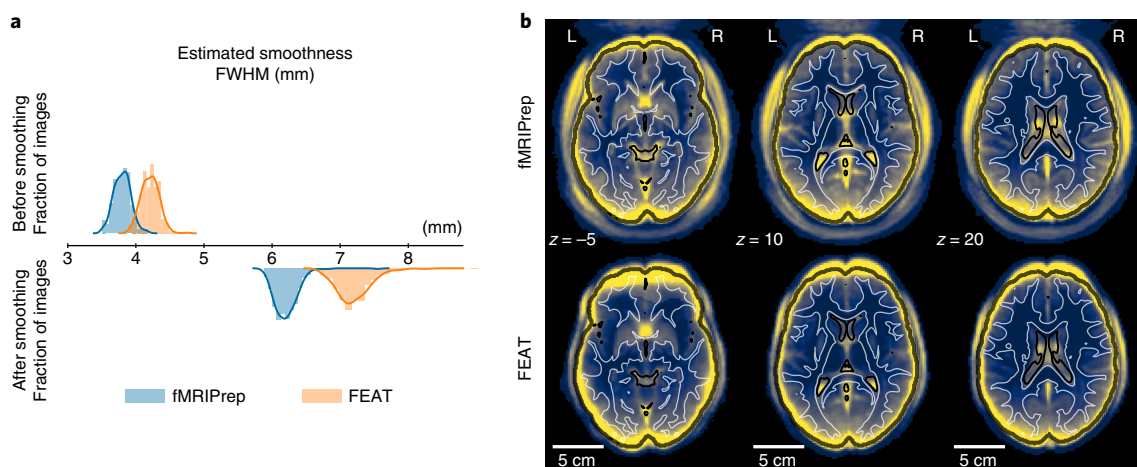 a
Estimated smoothness
FWHM (mm)
Before smoothing
Fraction of images
(mm)
3 4 5 6 7 8
After smoothing
Fraction of images
fMRIPrep
FEAT
b
L R L R L R
fMRIPrep
z = –5 z = 10 z = 20
FEAT
5 cm 5 cm 5 cm